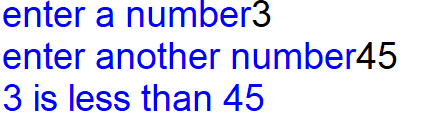 enter a number3
enter another number45
3 is less than 45